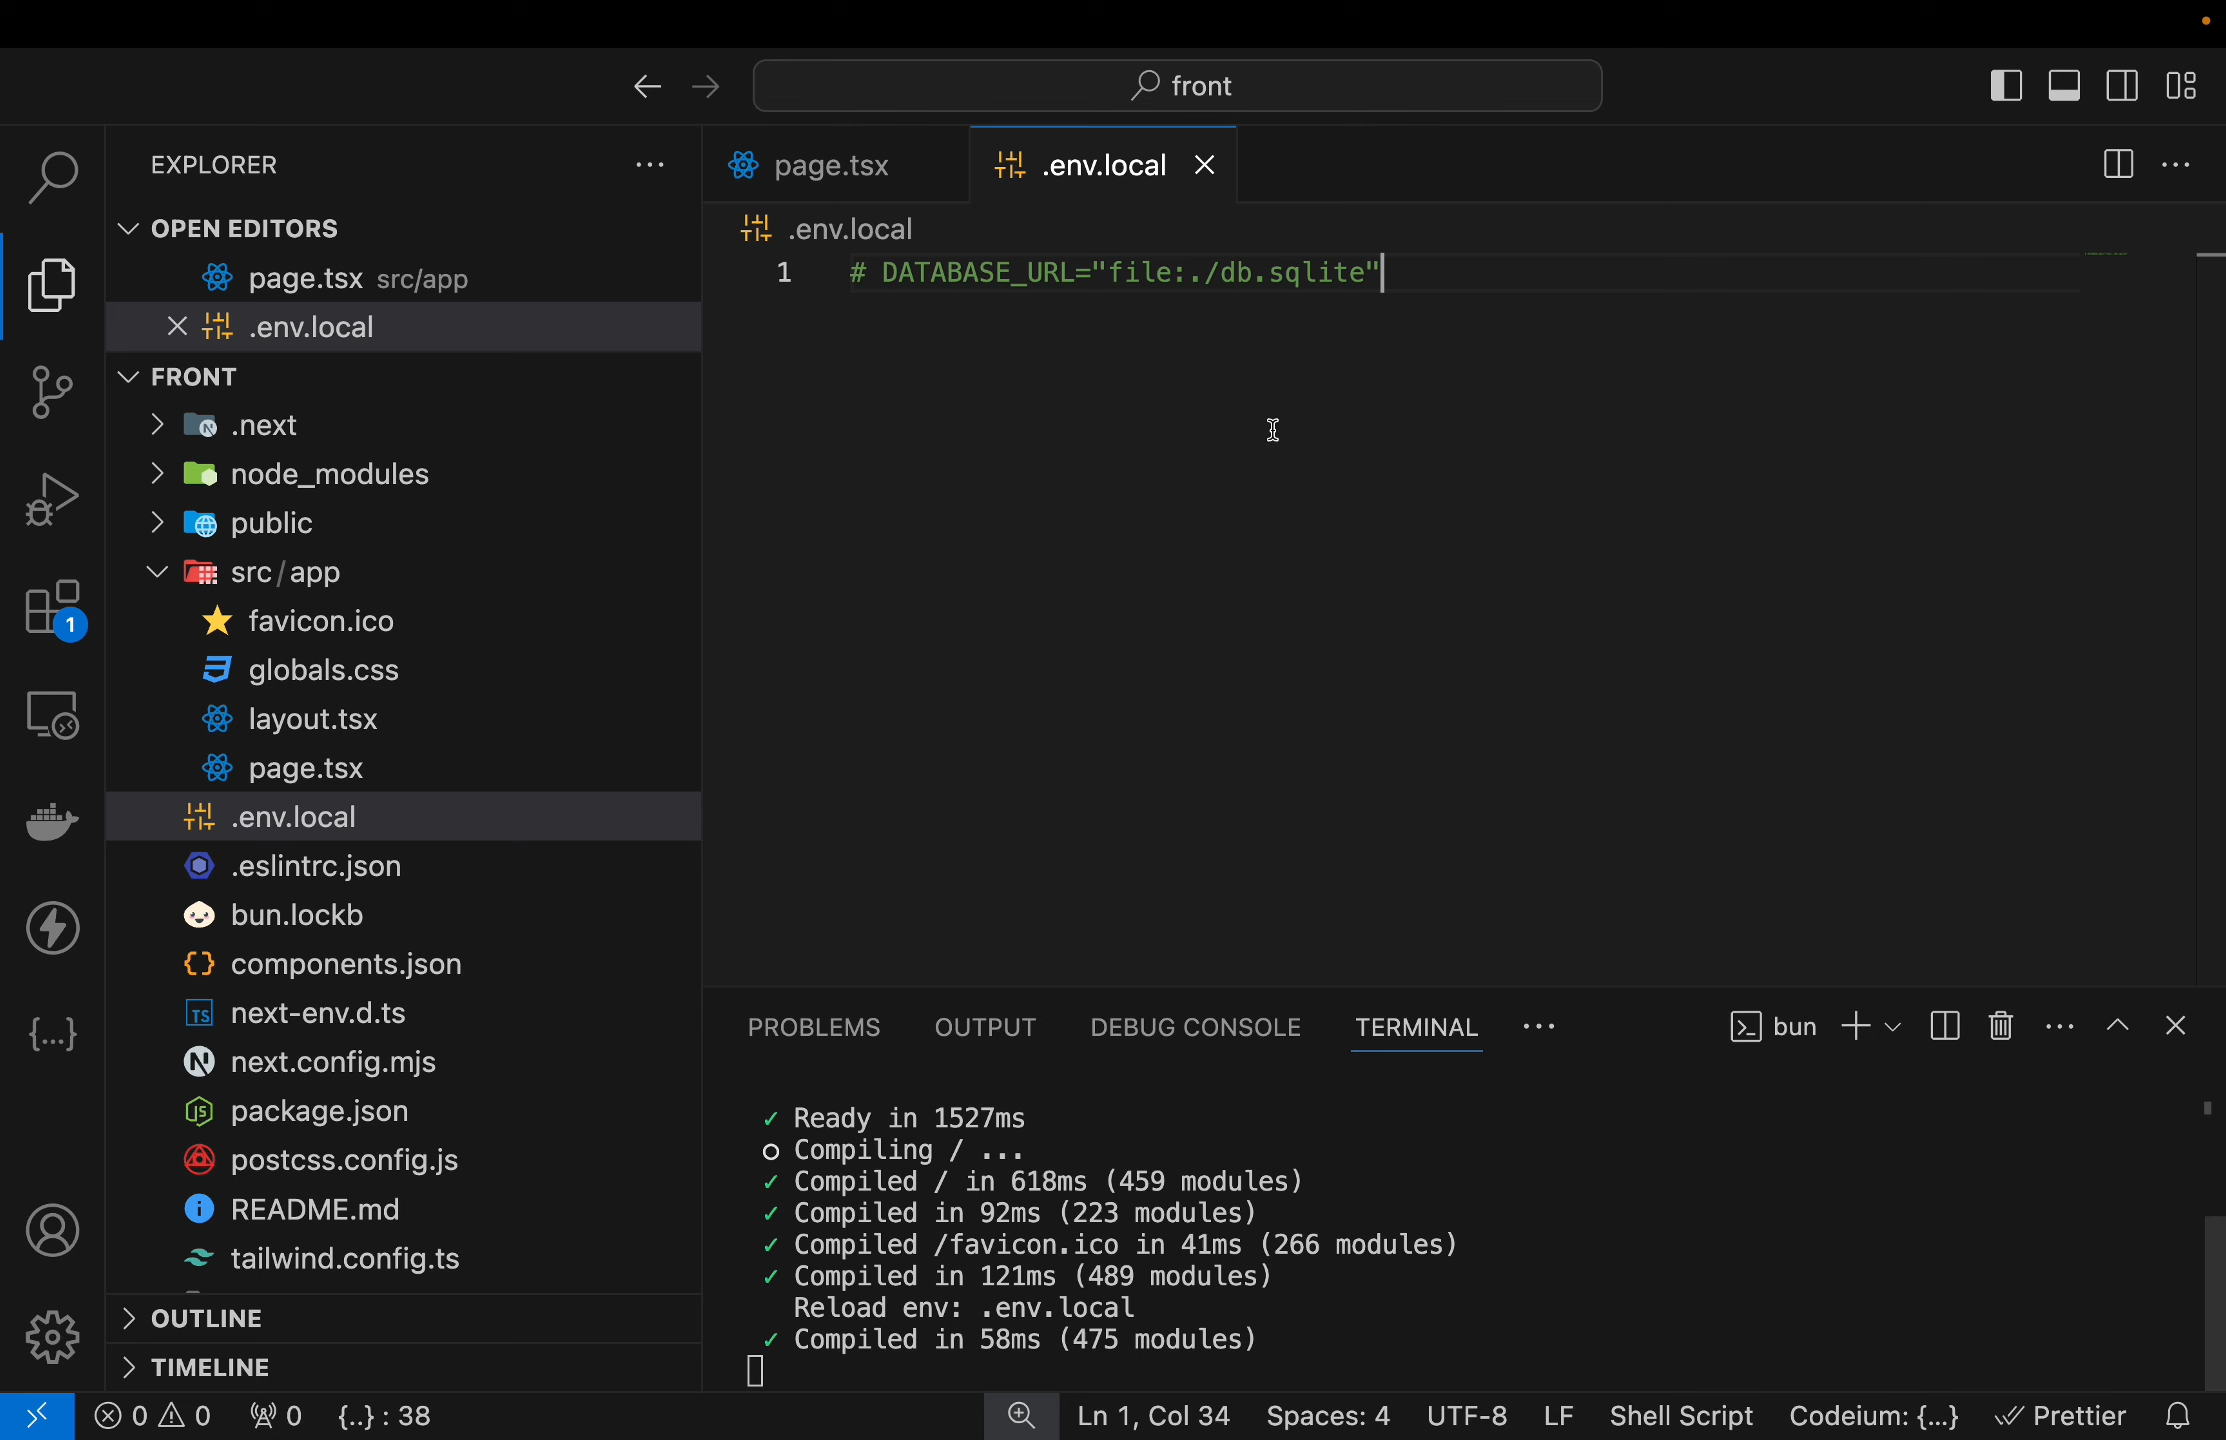 front
EXPLORER
OPEN EDITORS
page.tsx src/app
.env.local
FRONT
.next
node_modules
public
src / app
favicon.ico
globals.css
layout.tsx
page.tsx
.env.local
.eslintrc.json
bun.lockb
components.json
next-env.d.ts
next.config.mjs
package.json
postcss.config.js
README.md
tailwind.config.ts
OUTLINE
TIMELINE
1
page.tsx
.env.local
.env.local
1 # DATABASE_URL="file:./db.sqlite"
PROBLEMS OUTPUT DEBUG CONSOLE TERMINAL
bun
✓ Ready in 1527ms
○ Compiling / ...
✓ Compiled / in 618ms (459 modules)
✓ Compiled in 92ms (223 modules)
✓ Compiled /favicon.ico in 41ms (266 modules)
✓ Compiled in 121ms (489 modules)
Reload env: .env.local
✓ Compiled in 58ms (475 modules)
0 0 0 {..} : 38 Ln 1, Col 34 Spaces: 4 UTF-8 LF Shell Script Codeium: {...} Prettier